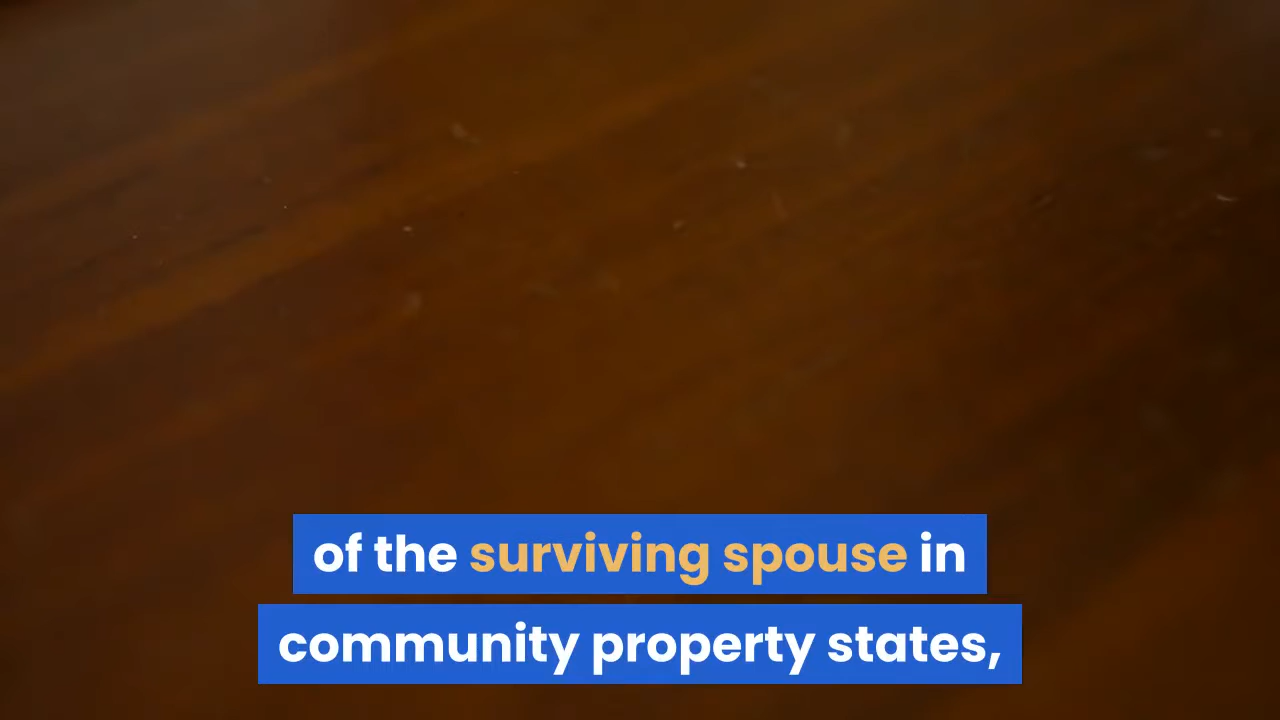 of the surviving spouse in
community property states,